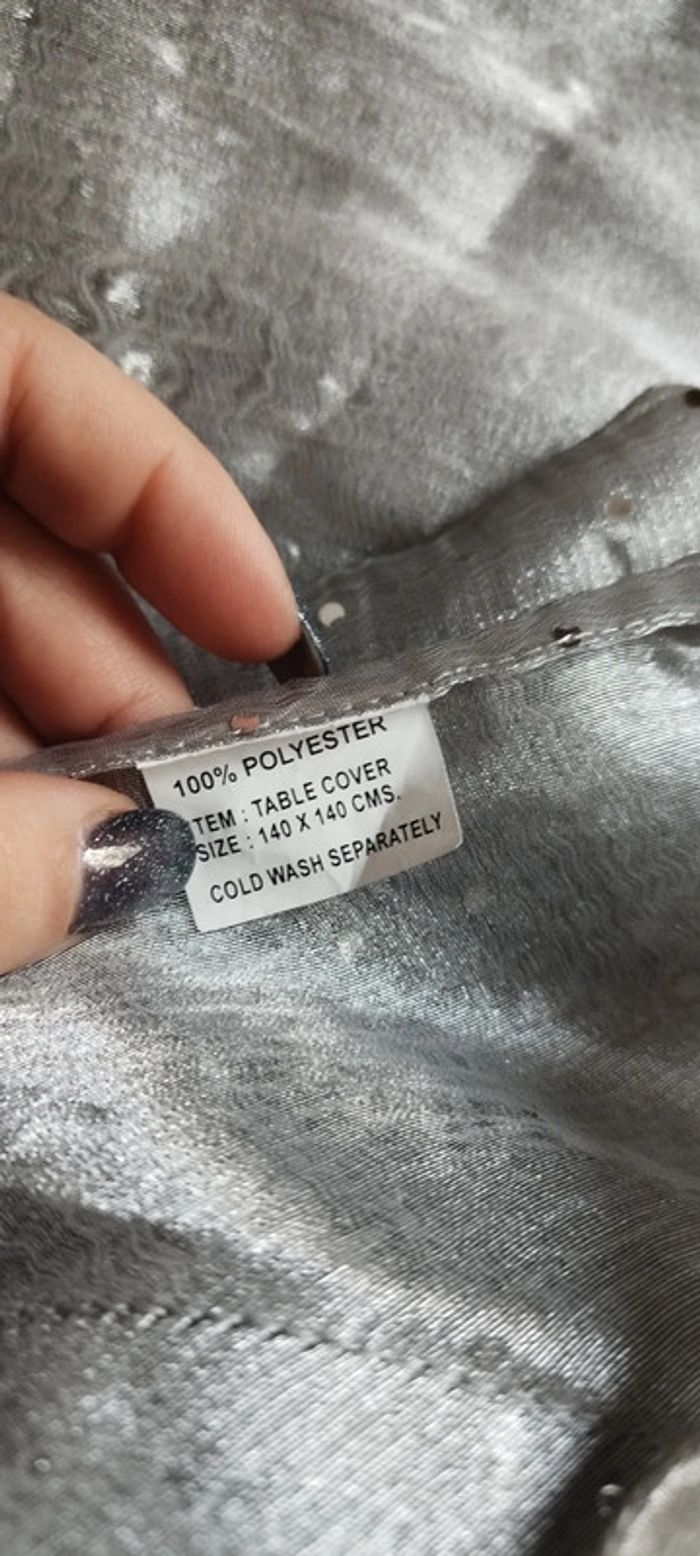 100% POLYESTER
TEM : TABLE COVER
SIZE : 140 X 140 CMS.
COLD WASH SEPARATELY